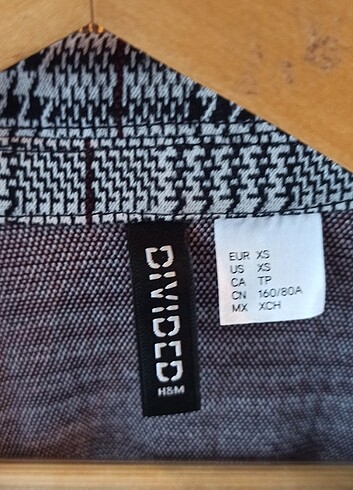 DIVIDED
H&M
EUR XS
US XS
CA TP
CN 160/80A
MX XCH